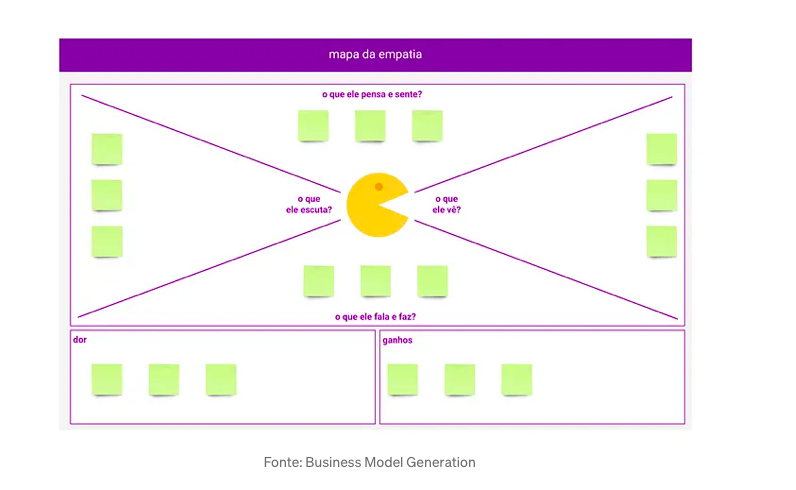 mapa da empatia
o que ele pensa e sente?
o que
ele escuta?
o que
ele vê?
o que ele fala e faz?
dor
ganhos
Fonte: Business Model Generation